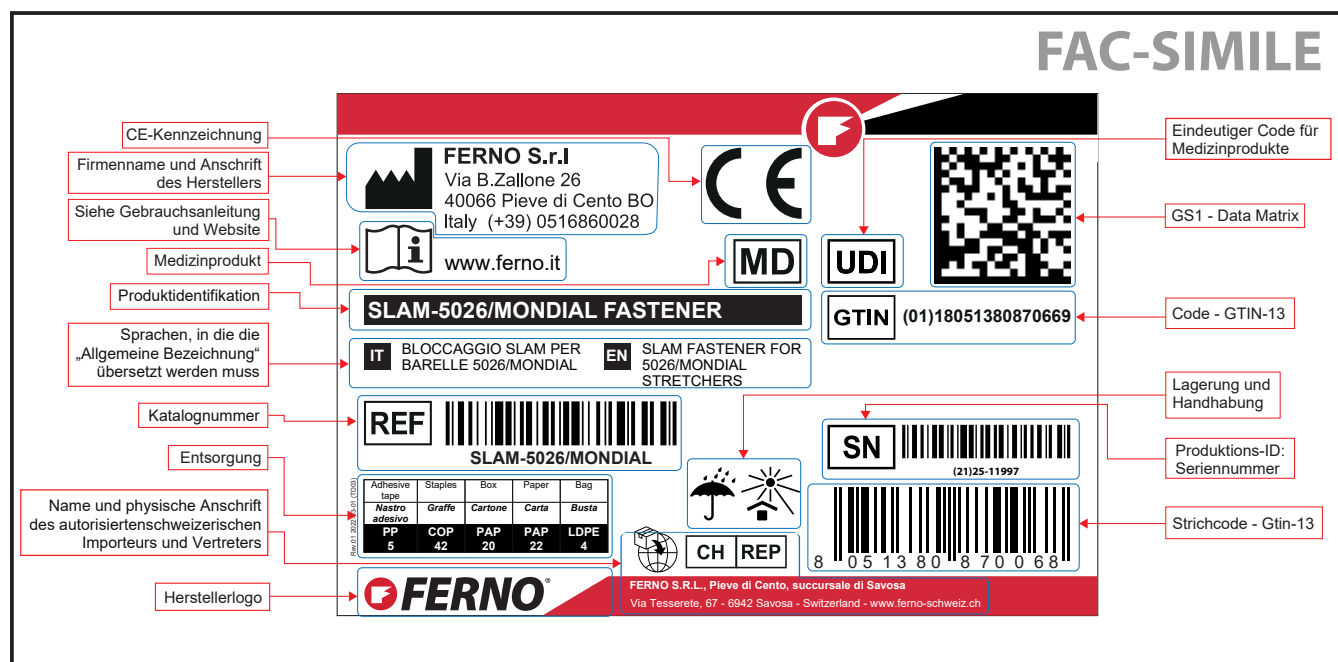 FAC-SIMILE
CE-Kennzeichnung
Firmenname und Anschrift
des Herstellers
Siehe Gebrauchsanleitung
und Website
Medizinprodukt
Produktidentifikation
Sprachen, in die die
„Allgemeine Bezeichnung“
übersetzt werden muss
Katalognummer
Entsorgung
Name und physische Anschrift
des autorisiertenschweizerischen
Importeurs und Vertreters
Herstellerlogo
FERNO S.r.l
Via B.Zallone 26
40066 Pieve di Cento BO
Italy (+39) 0516860028
www.ferno.it
CE
MD
UDI
SLAM-5026/MONDIAL FASTENER
GTIN (01)18051380870669
IT BLOCCAGGIO SLAM PER
BARELLE 5026/MONDIAL
EN SLAM FASTENER FOR
5026/MONDIAL
STRETCHERS
REF
SLAM-5026/MONDIAL
SN
(21)25-11997
Adhesive tape Staples Box Paper Bag
Nastro adesivo Graffe Cartone Carta Busta
PP COP PAP PAP LDPE
5 42 20 22 4
CH REP
8 051380 870068
FERNO®
FERNO S.R.L., Pieve di Cento, succursale di Savosa
Via Tesserete, 67 - 6942 Savosa - Switzerland - www.ferno-schweiz.ch
Eindeutiger Code für
Medizinprodukte
GS1 - Data Matrix
Code - GTIN-13
Lagerung und
Handhabung
Produktions-ID:
Seriennummer
Strichcode - Gtin-13